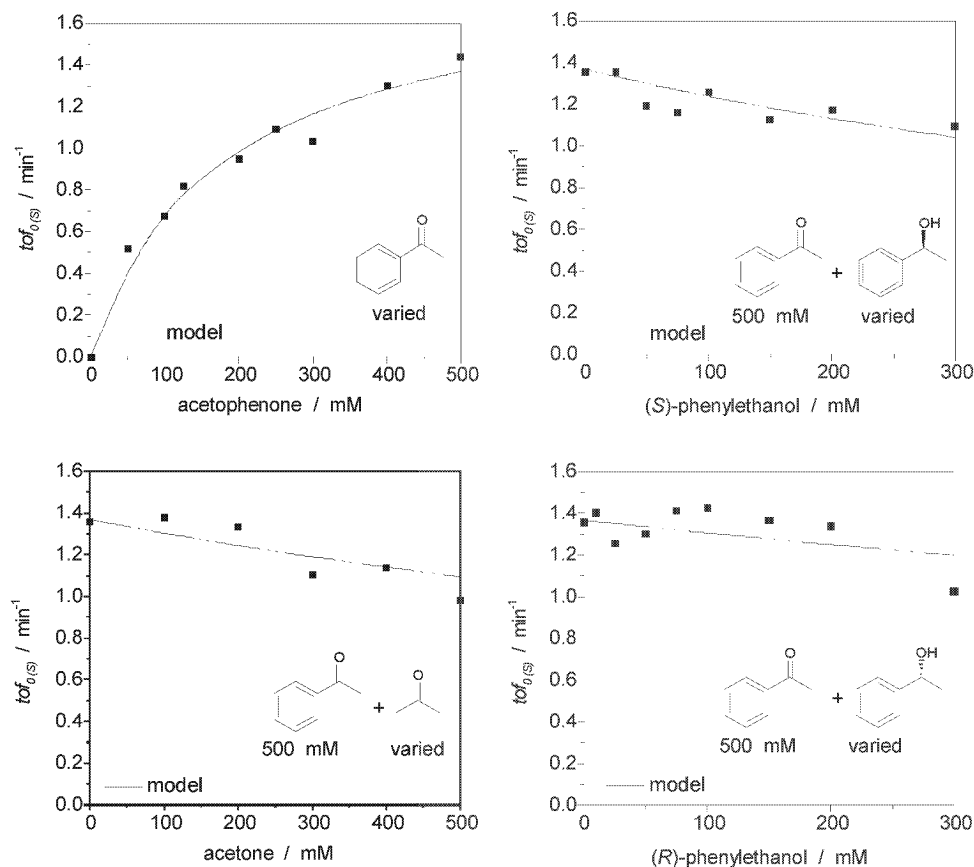 1.6
1.4
1.2
1.0
0.8
0.6
0.4
0.2
0.0
tof0(S) / min-1
O
varied
model
0 100 200 300 400 500
acetophenone / mM
1.6
1.4
1.2
1.0
0.8
0.6
0.4
0.2
0.0
tof0(S) / min-1
O OH
+
500 mM varied
model
0 100 200 300
(S)-phenylethanol / mM
1.6
1.4
1.2
1.0
0.8
0.6
0.4
0.2
0.0
tof0(S) / min-1
O O
+
500 mM varied
model
0 100 200 300 400 500
acetone / mM
1.6
1.4
1.2
1.0
0.8
0.6
0.4
0.2
0.0
tof0(S) / min-1
O OH
+
500 mM varied
model
0 100 200 300
(R)-phenylethanol / mM